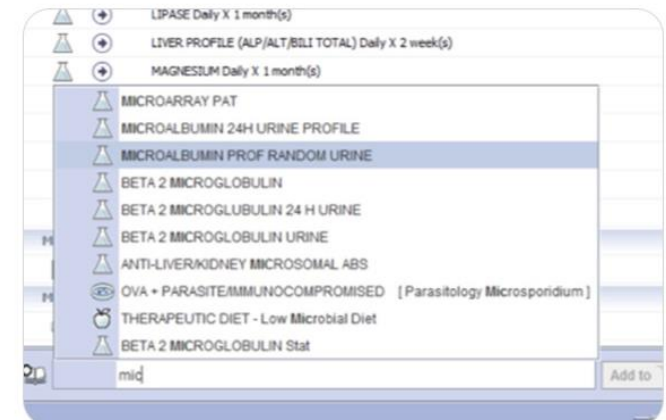 LIPASE Daily X 1 month(s)
LIVER PROFILE (ALP/ALT/BILI TOTAL) Daily X 2 week(s)
MAGNESIUM Daily X 1 month(s)
MICROARRAY PAT
MICROALBUMIN 24H URINE PROFILE
MICROALBUMIN PROF RANDOM URINE
BETA 2 MICROGLOBULIN
BETA 2 MICROGLUBULIN 24 H URINE
BETA 2 MICROGLOBULIN URINE
ANTI-LIVER/KIDNEY MICROSOMAL ABS
OVA + PARASITE/IMMUNOCOMPROMISED [ Parasitology Microsporidium ]
THERAPEUTIC DIET - Low Microbial Diet
BETA 2 MICROGLOBULIN Stat
mic
Add to